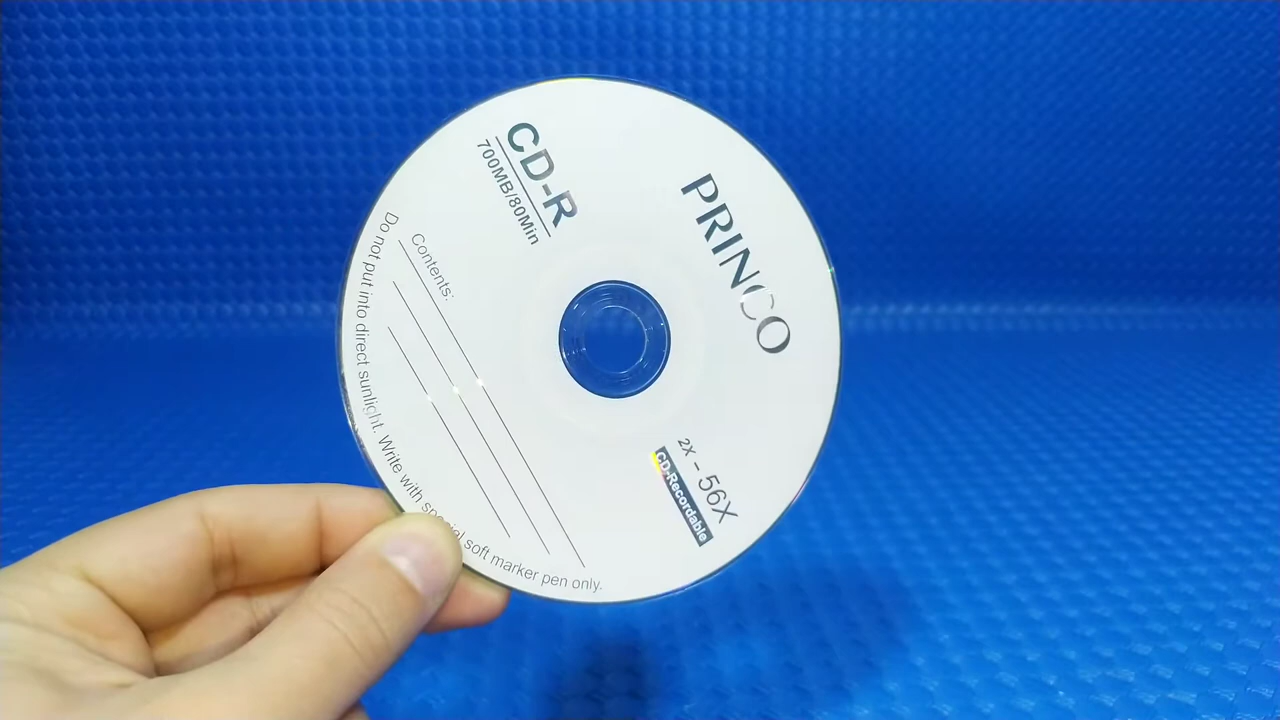 PRINCO
CD-R
700MB/80Min
2X - 56X
CD-Recordable
Contents:
Do not put into direct sunlight. Write with special soft marker pen only.